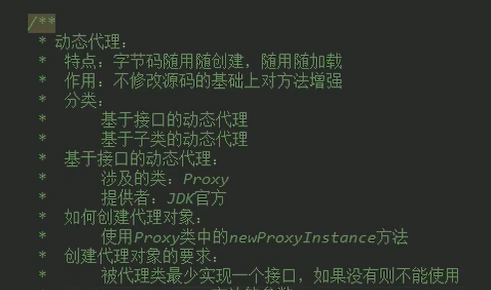 /**
* 动态代理：
* 特点：字节码随用随创建，随用随加载
* 作用：不修改源码的基础上对方法增强
* 分类：
* 基于接口的动态代理
* 基于子类的动态代理
* 基于接口的动态代理：
* 涉及的类：Proxy
* 提供者：JDK官方
* 如何创建代理对象：
* 使用Proxy类中的newProxyInstance方法
* 创建代理对象的要求：
* 被代理类最少实现一个接口，如果没有则不能使用